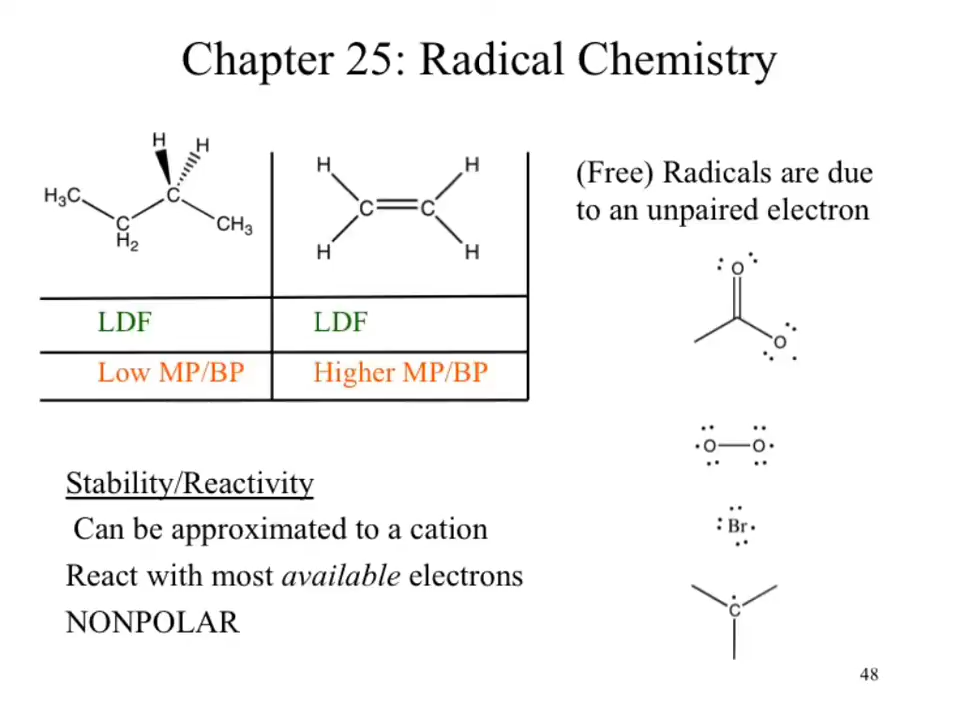 Chapter 25: Radical Chemistry
H H
H₃C C CH₃
C
H₂
H H
C C
H H
(Free) Radicals are due
to an unpaired electron
LDF LDF
Low MP/BP Higher MP/BP
:O:
O
·O—O·
:Br·
C
Stability/Reactivity
Can be approximated to a cation
React with most available electrons
NONPOLAR
48